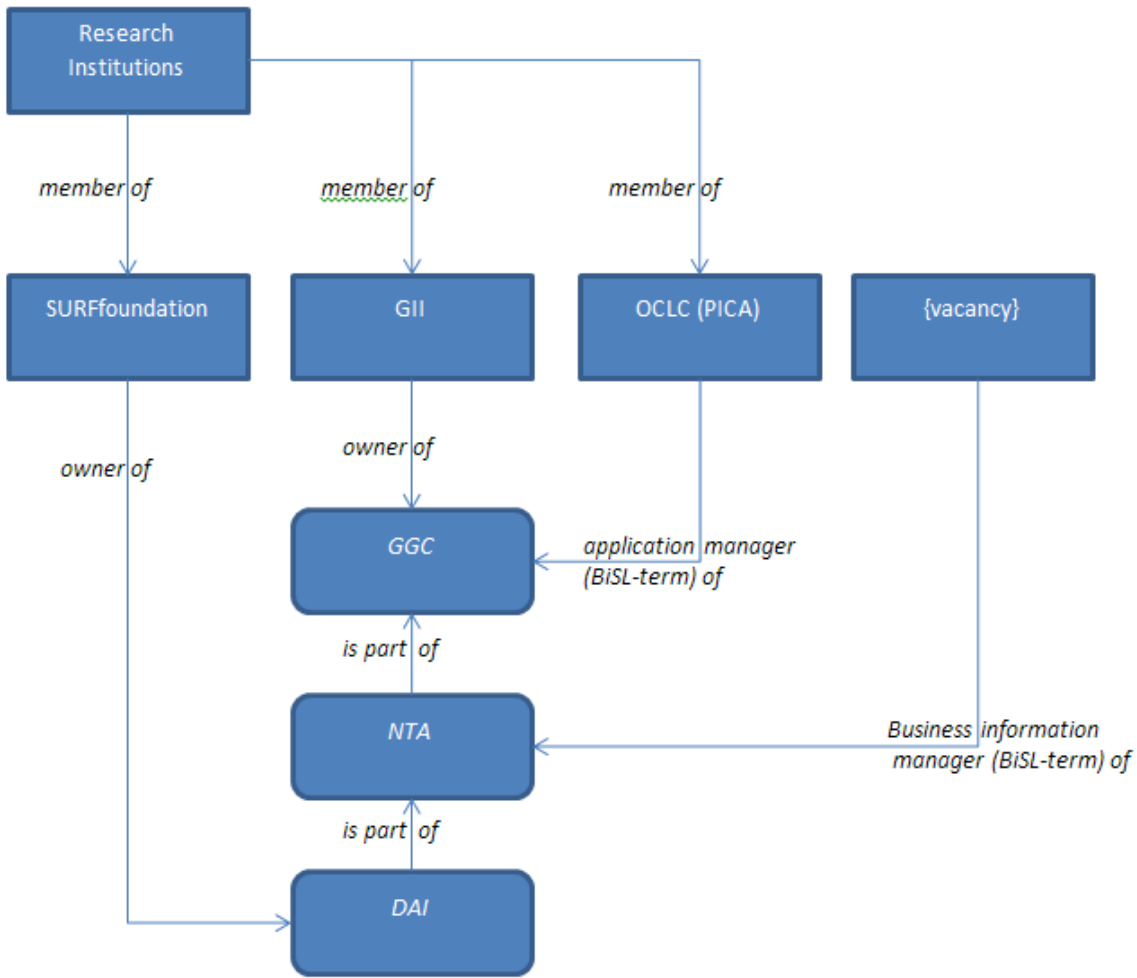 Research
Institutions
member of
member of
member of
SURFfoundation
GII
OCLC (PICA)
{vacancy}
owner of
owner of
GGC
application manager
(BiSL-term) of
is part of
NTA
Business information
manager (BiSL-term) of
is part of
DAI